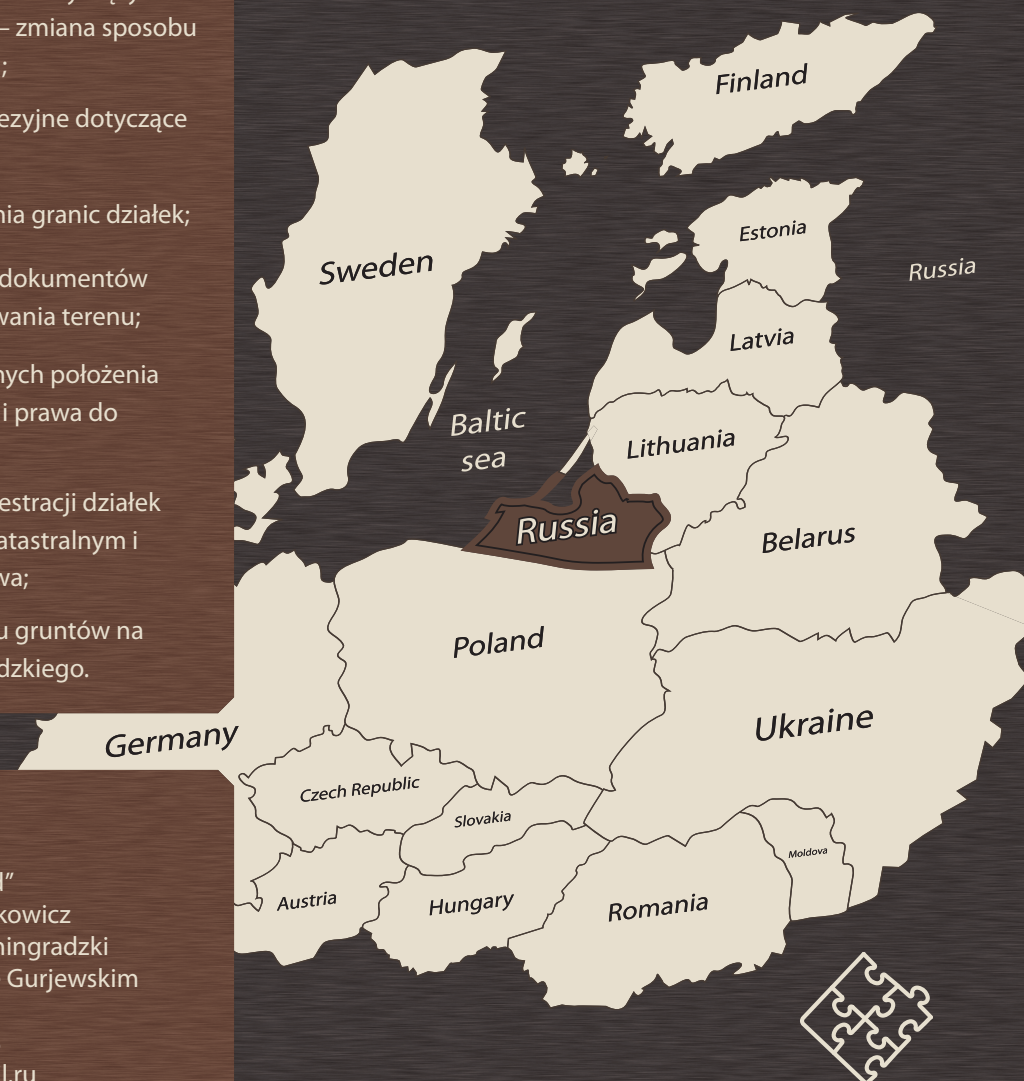 – zmiana sposobu
;
ezyjne dotyczące
nia granic działek;
dokumentów
wania terenu;
nych położenia
i prawa do
estracji działek
atastralnym i
wa;
u gruntów na
dzkiego.
kowicz
ningradzki
Gurjewskim
l.ru
Finland
Estonia
Sweden
Russia
Latvia
Baltic
sea
Lithuania
Russia
Belarus
Poland
Ukraine
Germany
Czech Republic
Slovakia
Moldova
Austria
Hungary
Romania